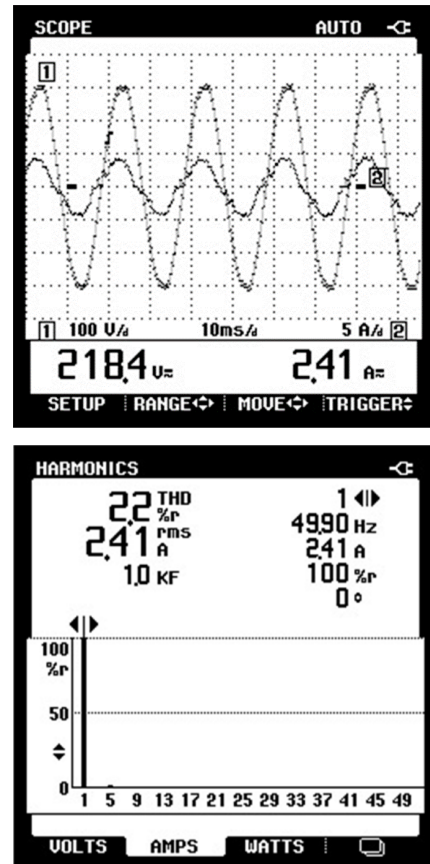 SCOPE AUTO
1
2
1 100 V/d 10ms/d 5 A/d 2
218.4 V≂ 2.41 A≂
SETUP RANGE MOVE TRIGGER
HARMONICS
2.2 THD %r 1
2.41 rms A 49.90 Hz
2.41 A
1.0 KF 100 %r
0 °
100
%r
50
0
1 5 9 13 17 21 25 29 33 37 41 45 49
VOLTS AMPS WATTS